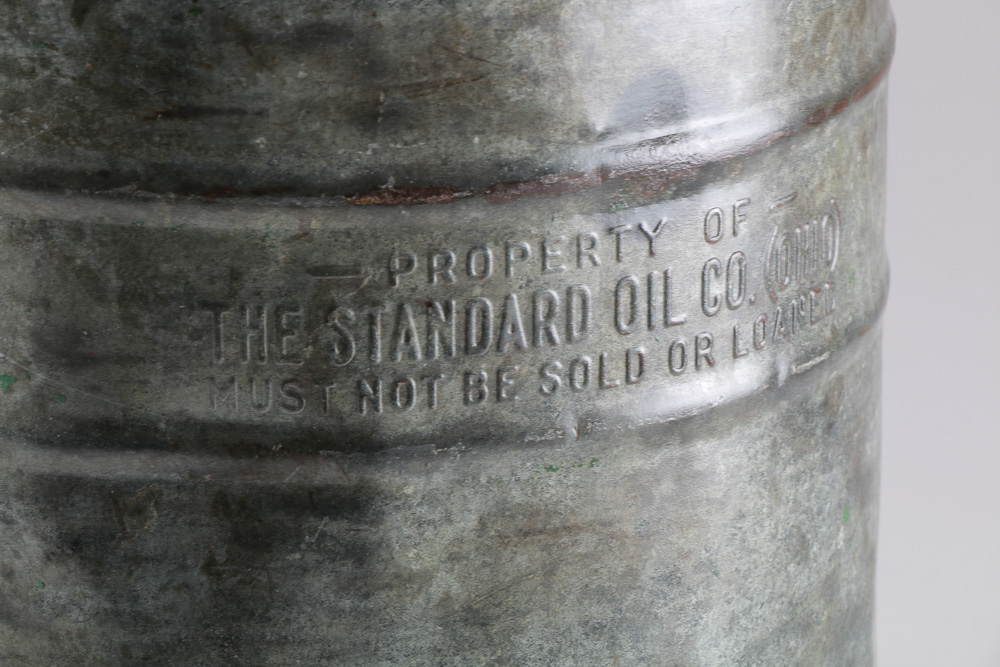 — PROPERTY OF —
THE STANDARD OIL CO. (OHIO)
MUST NOT BE SOLD OR LOANED